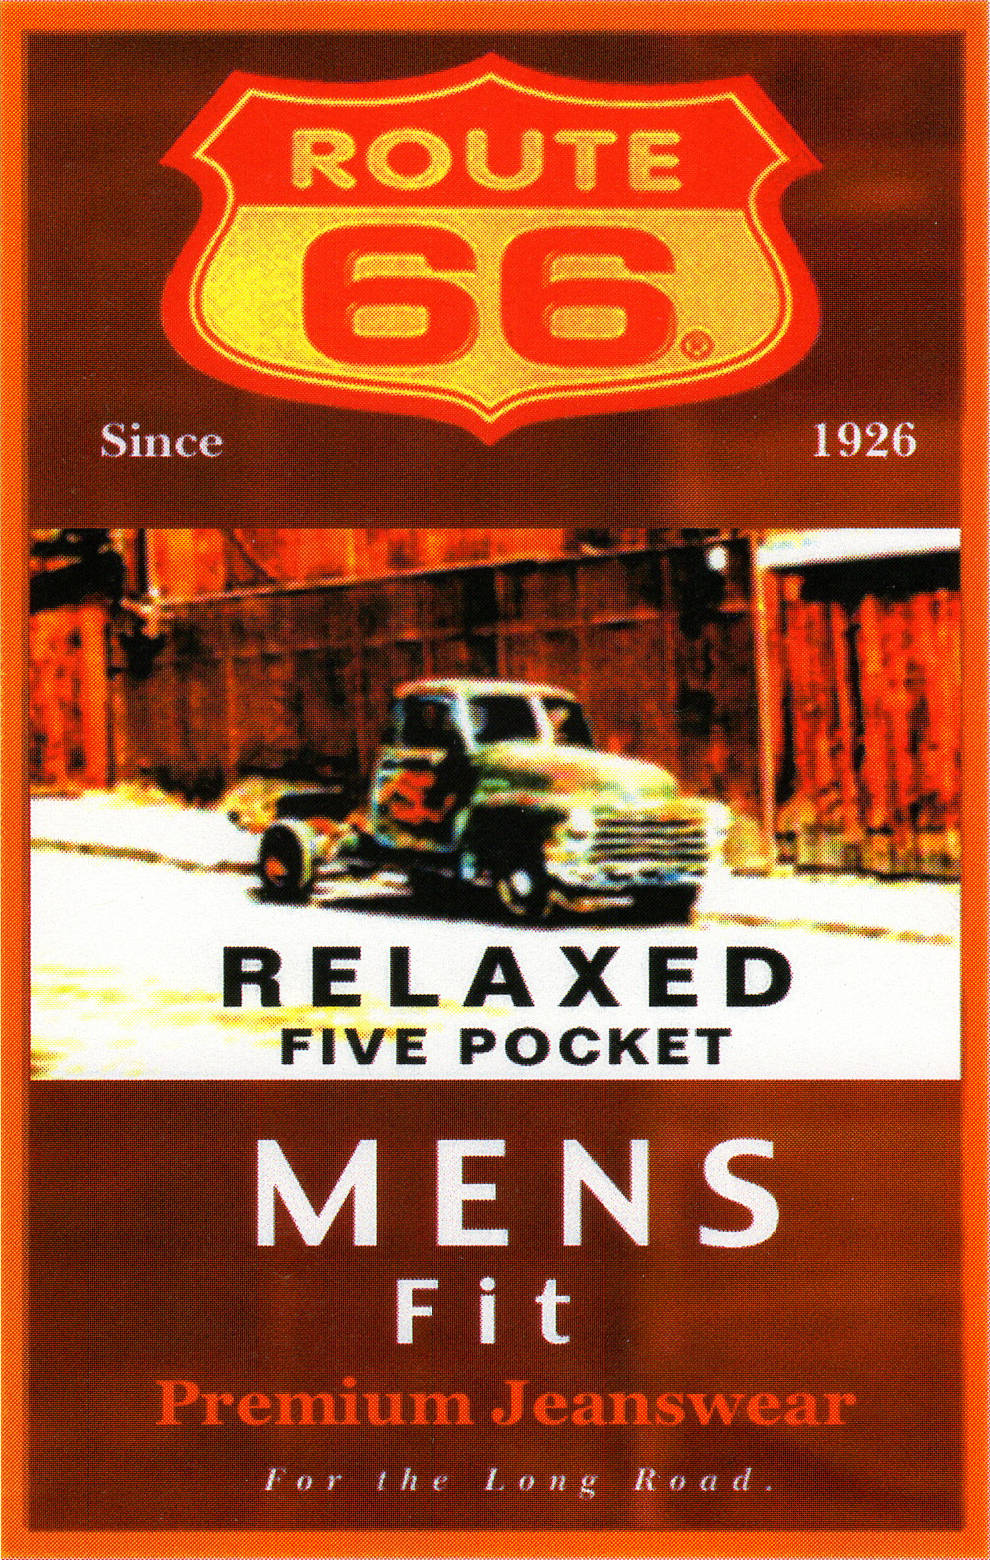 ROUTE
66®
Since 1926
RELAXED
FIVE POCKET
MENS
Fit
Premium Jeanswear
For the Long Road.